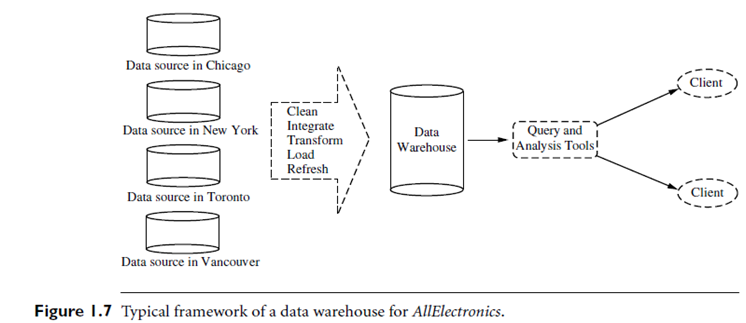 Data source in Chicago
Data source in New York
Data source in Toronto
Data source in Vancouver
Clean
Integrate
Transform
Load
Refresh
Data
Warehouse
Query and
Analysis Tools
Client
Client
Figure 1.7 Typical framework of a data warehouse for AllElectronics.